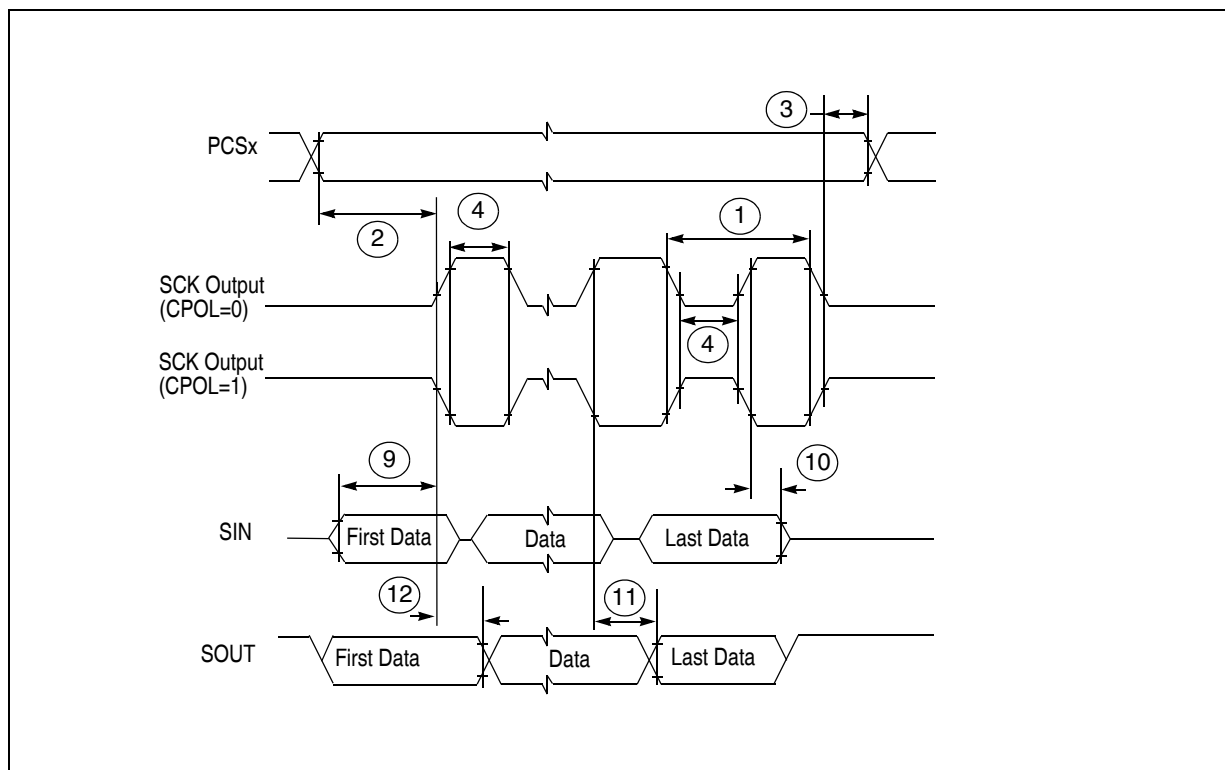 3
PCSx
2
4
1
SCK Output
(CPOL=0)
4
SCK Output
(CPOL=1)
9
10
SIN
First Data
Data
Last Data
12
11
SOUT
First Data
Data
Last Data